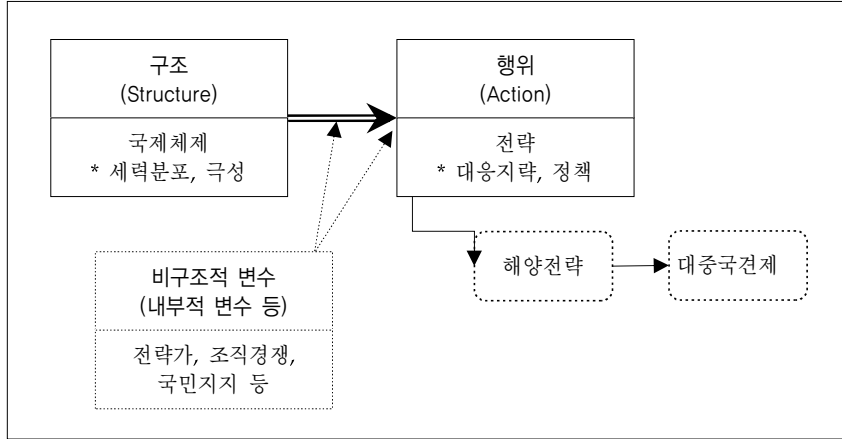 구조
(Structure)
국제체제
* 세력분포, 극성
행위
(Action)
전략
* 대응지략, 정책
비구조적 변수
(내부적 변수 등)
전략가, 조직경쟁,
국민지지 등
해양전략
대중국견제